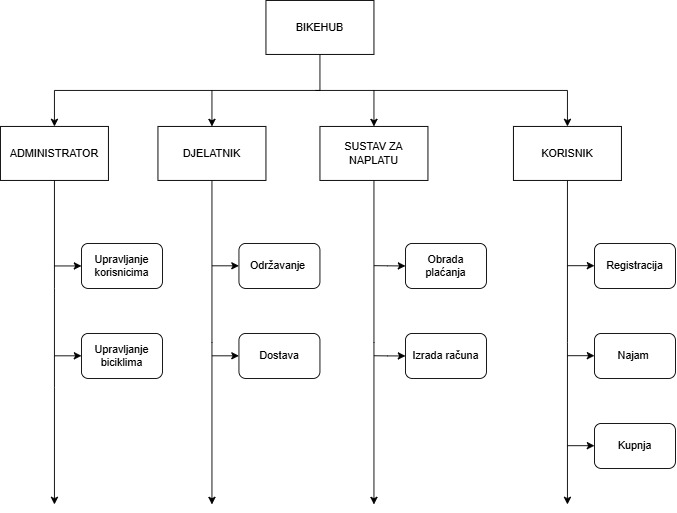 BIKEHUB
ADMINISTRATOR
DJELATNIK
SUSTAV ZA
NAPLATU
KORISNIK
Upravljanje
korisnicima
Održavanje
Obrada
plaćanja
Registracija
Upravljanje
biciklima
Dostava
Izrada računa
Najam
Kupnja